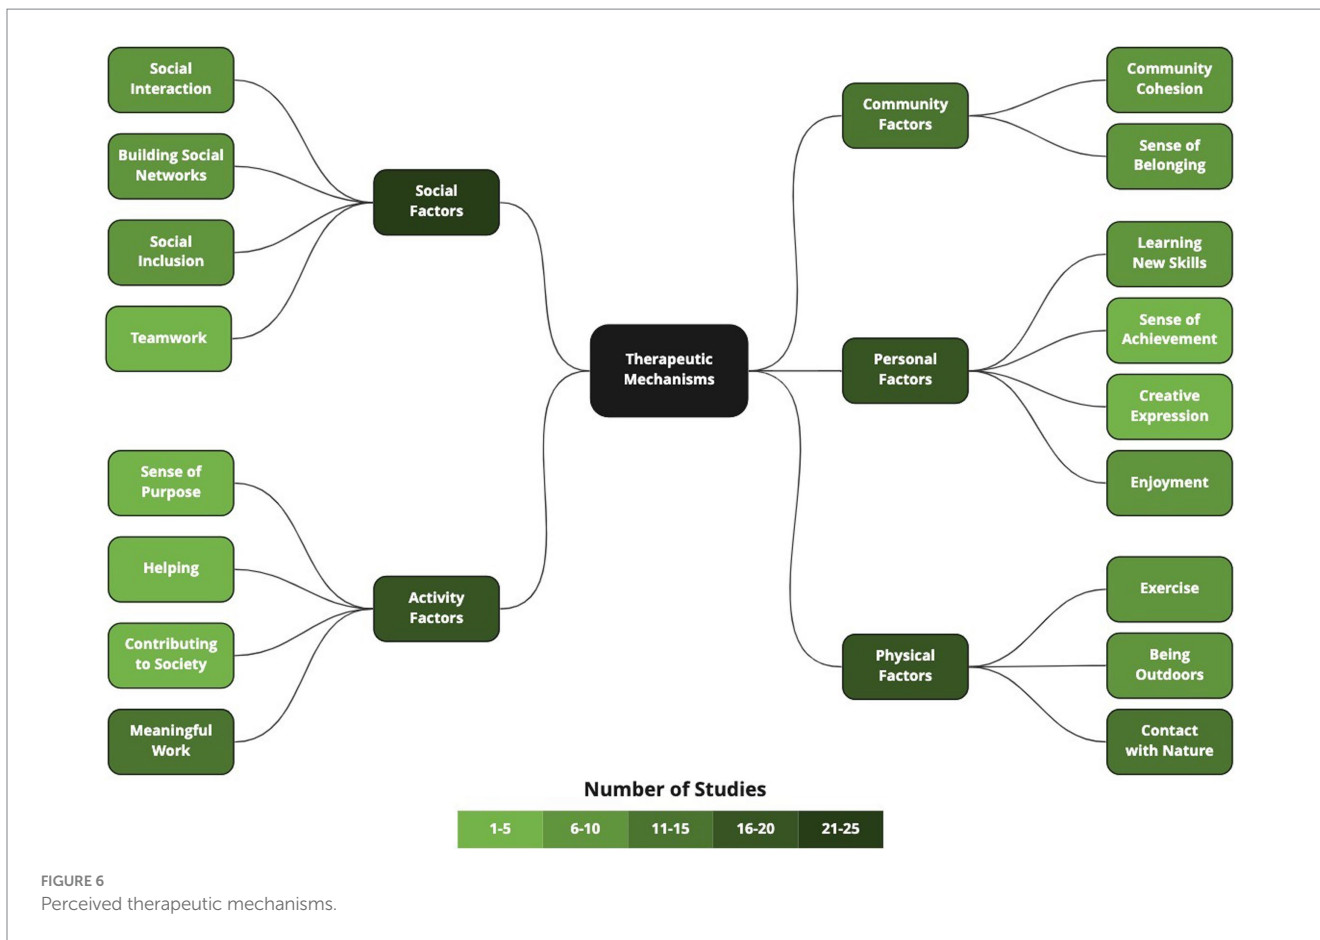 Social
Interaction
Building Social
Networks
Social
Inclusion
Teamwork
Social
Factors
Sense of
Purpose
Helping
Contributing
to Society
Meaningful
Work
Activity
Factors
Therapeutic
Mechanisms
Community
Factors
Community
Cohesion
Sense of
Belonging
Personal
Factors
Learning
New Skills
Sense of
Achievement
Creative
Expression
Enjoyment
Physical
Factors
Exercise
Being
Outdoors
Contact
with Nature
Number of Studies
1-5 6-10 11-15 16-20 21-25
FIGURE 6
Perceived therapeutic mechanisms.